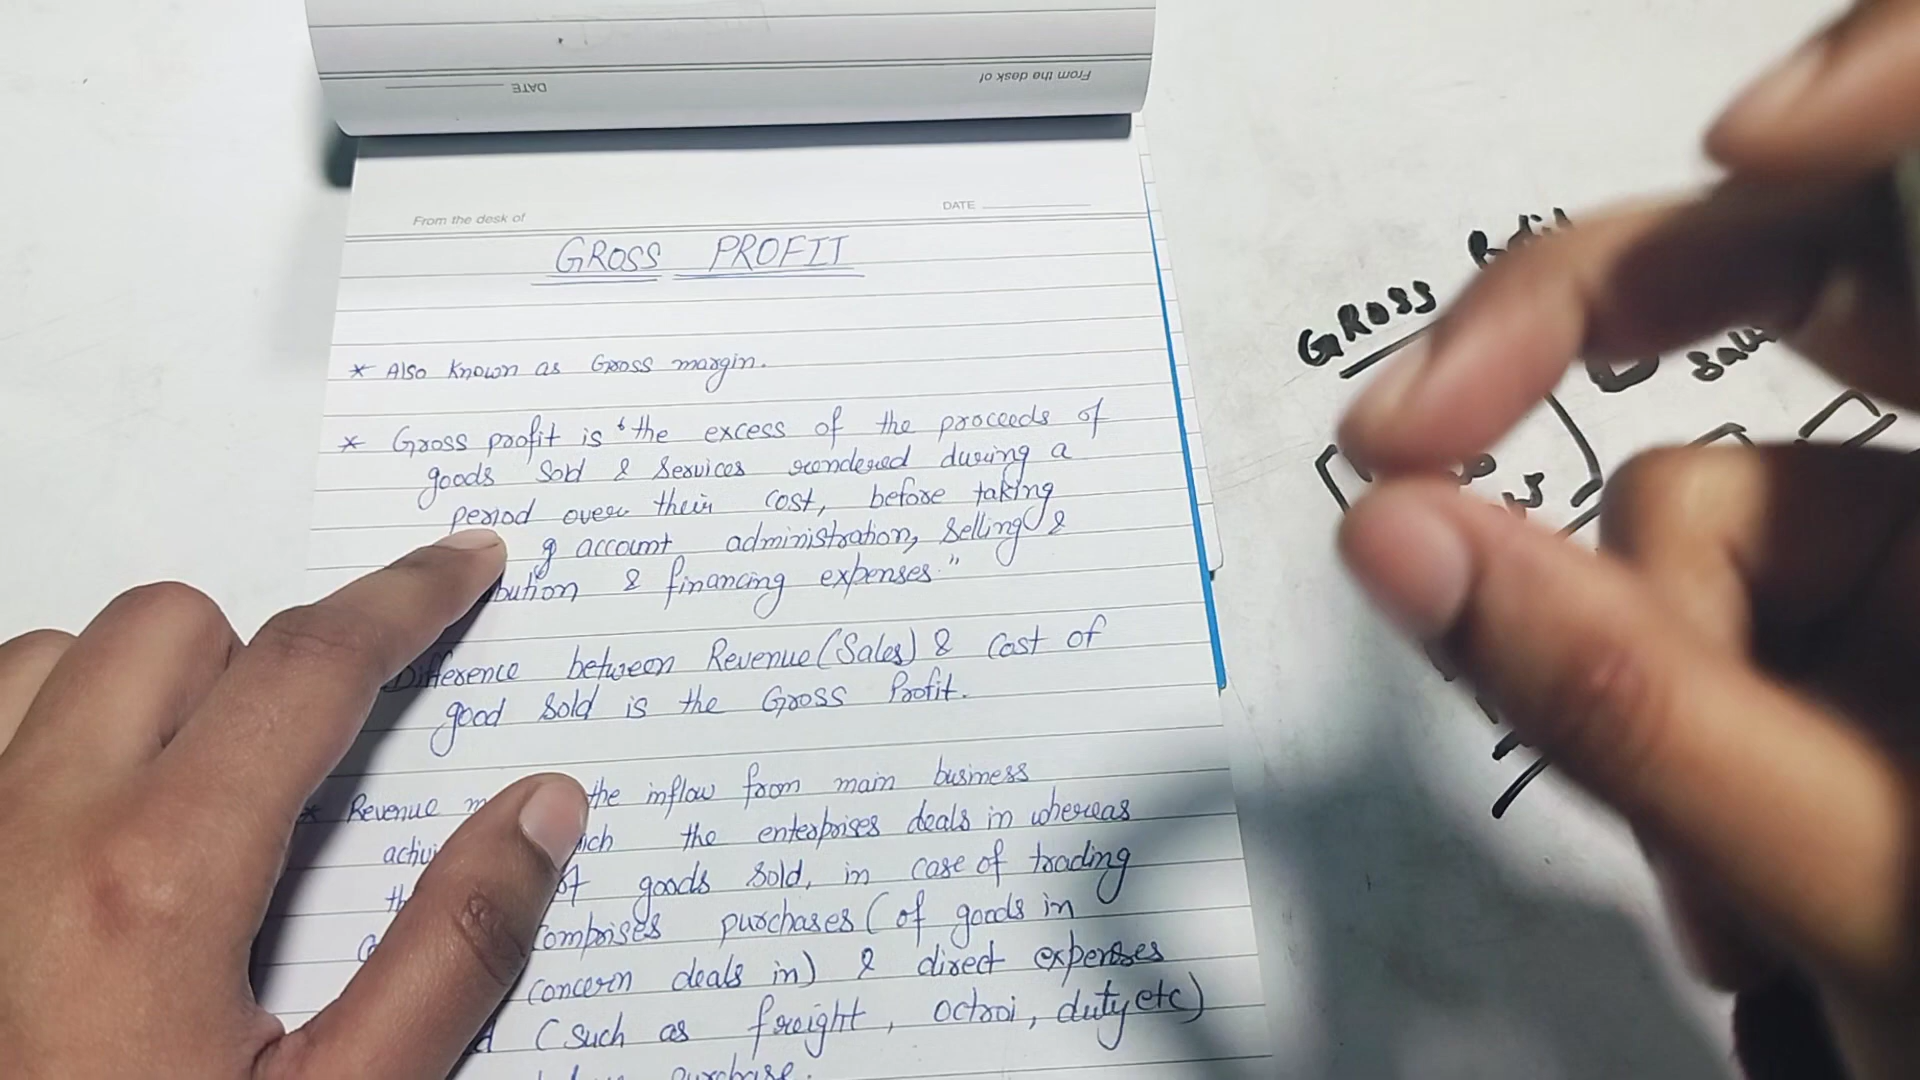 DATE
From the desk of
From the desk of
DATE
GROSS PROFIT
* Also known as Gross margin.
* Gross profit is "the excess of the proceeds of
goods sold & services rendered during a
period over their cost, before taking
account administration, selling &
bution & financing expenses."
Difference between Revenue (Sales) & cost of
good sold is the Gross Profit.
* Revenue the inflow from main business
the enterprises deals in whereas
goods sold, in case of trading
comprises purchases (of goods in
concern deals in) & direct expenses
(such as freight, octroi, duty etc)
purchase.
GROSS